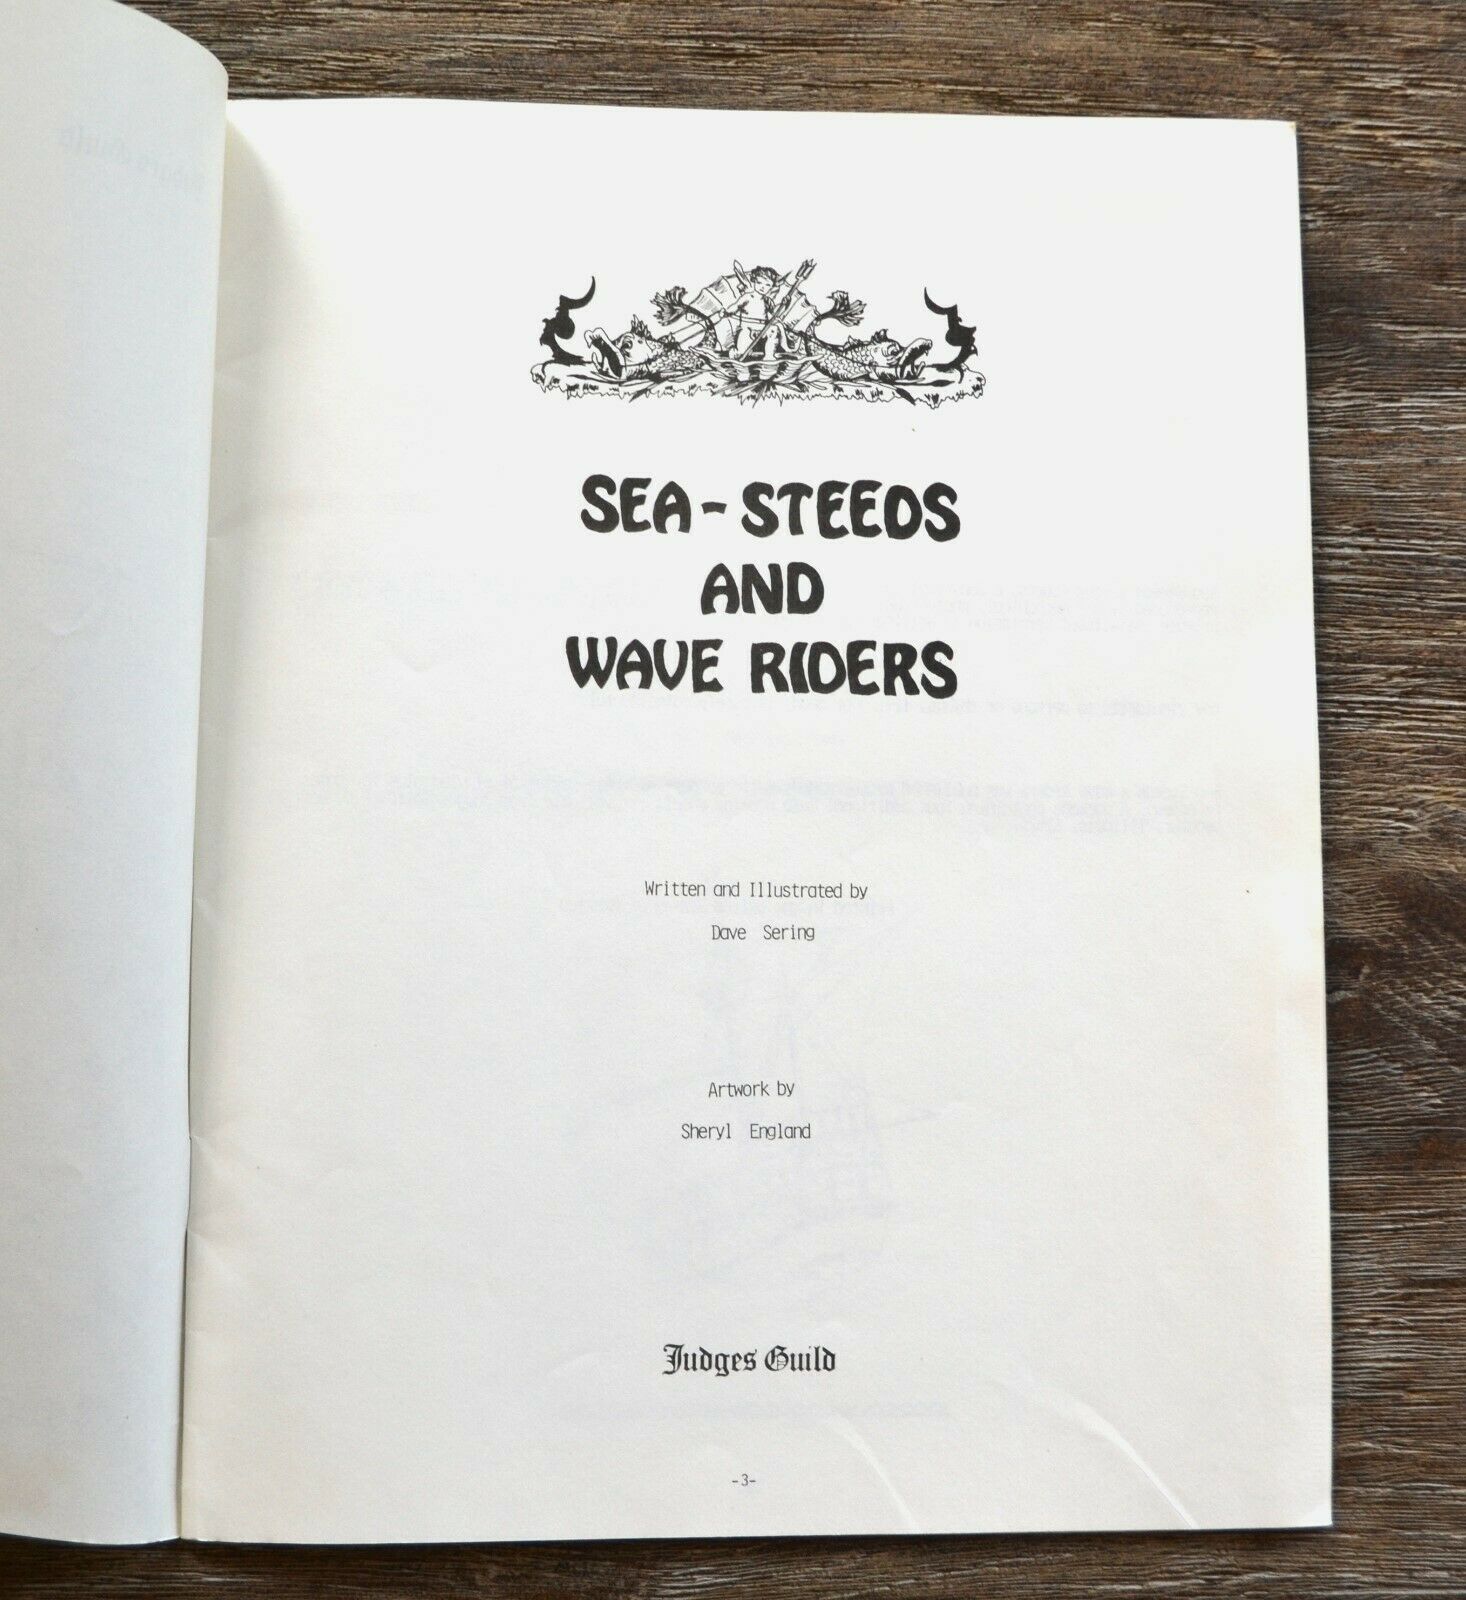 SEA-STEEDS
AND
WAVE RIDERS
Written and Illustrated by
Dave Sering
Artwork by
Sheryl England
Judges Guild
-3-